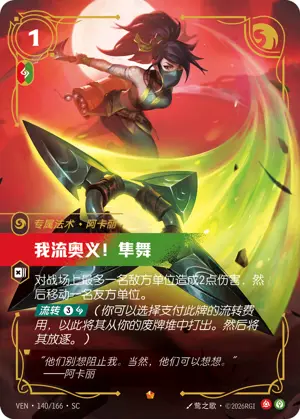 1
专属法术·阿卡丽
我流奥义！隼舞
对战场上最多一名敌方单位造成2点伤害，然
后移动一名友方单位。
流转 3 （你可以选择支付此牌的流转费
用，以此将其从你的废牌堆中打出。然后将
其放逐。）
"他们别想阻止我。当然，他们可以想想。"
——阿卡丽
VEN · 140/166 · SC
莺之歌 · ©2026RGI